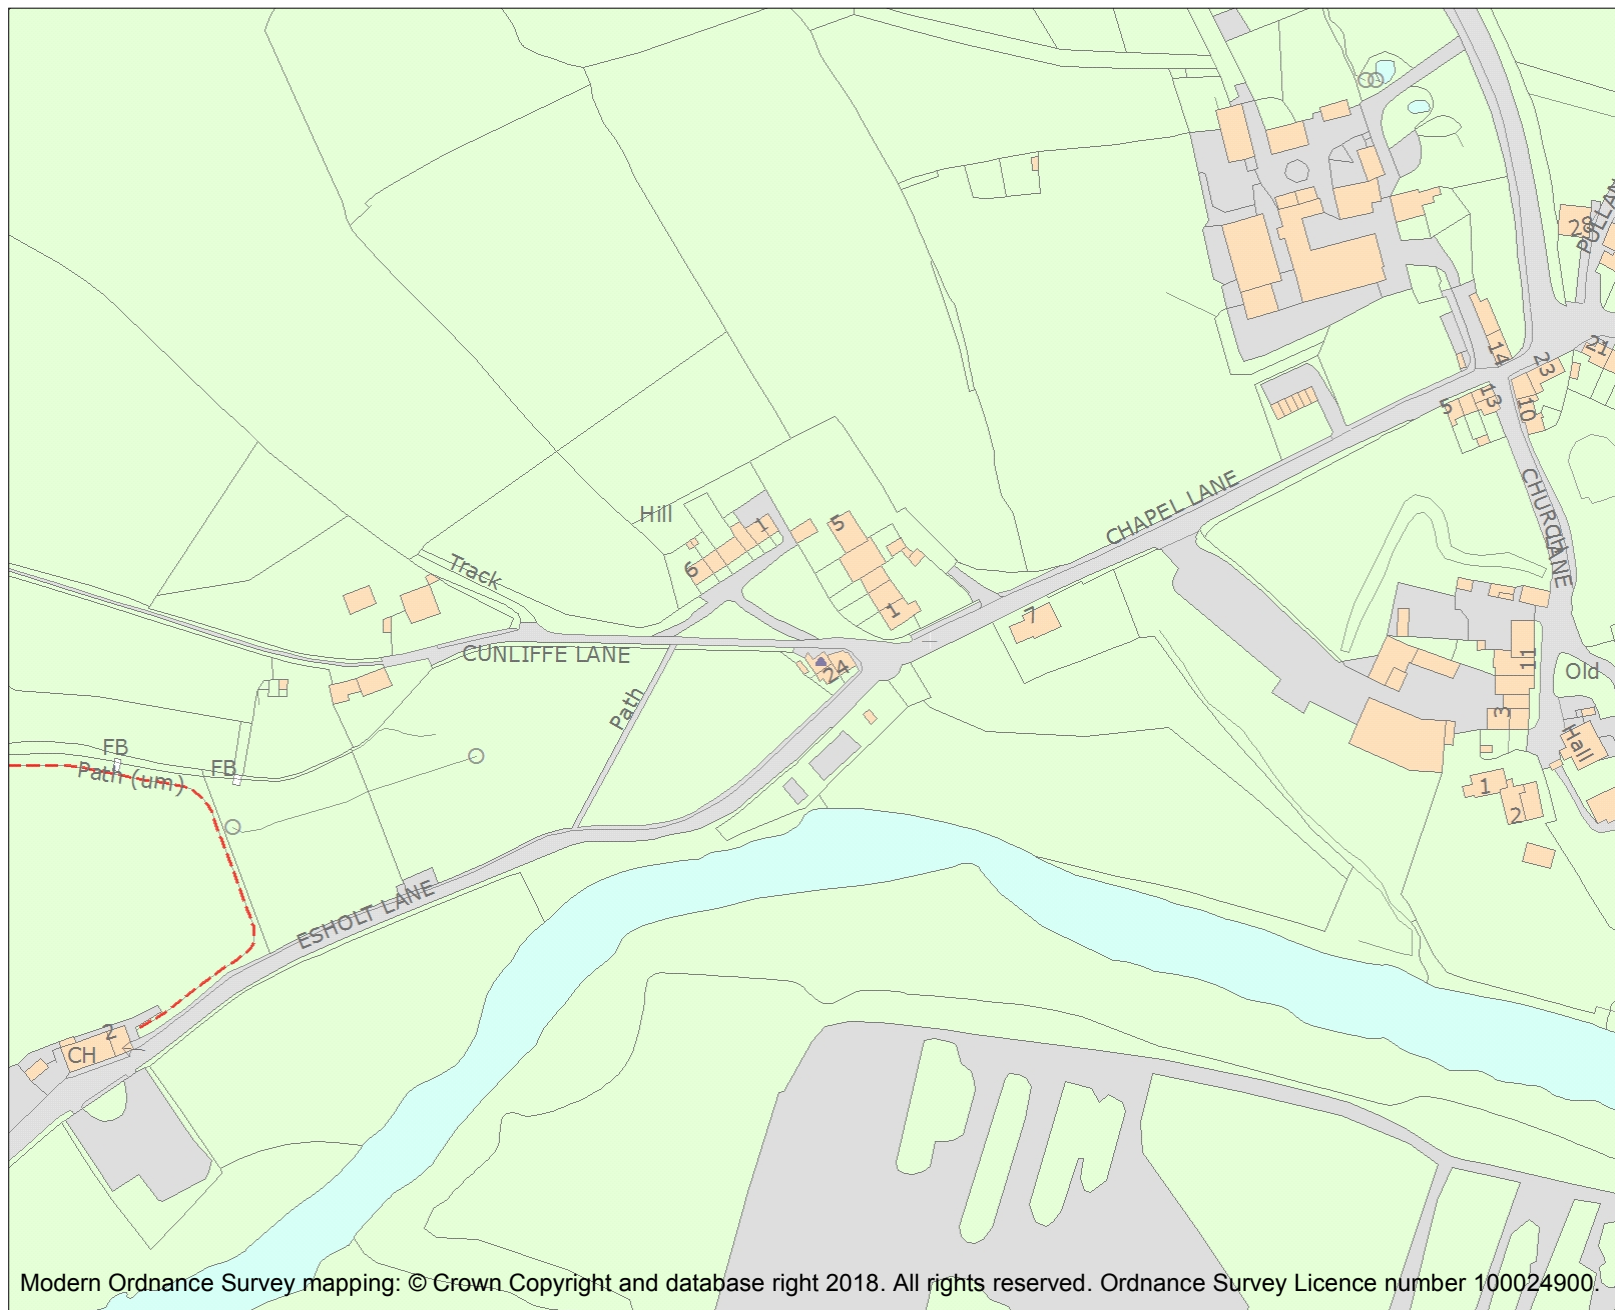 28
PULLAN
21
23
14
13
5
10
CHAPEL LANE
CHURCH
LANE
Hill
1
5
6
1
Track
7
CUNLIFFE LANE
24
Path
11
Old
3
Hall
1
2
FB
FB
Path (um)
ESHOLT LANE
2
CH
Modern Ordnance Survey mapping: © Crown Copyright and database right 2018. All rights reserved. Ordnance Survey Licence number 100024900.